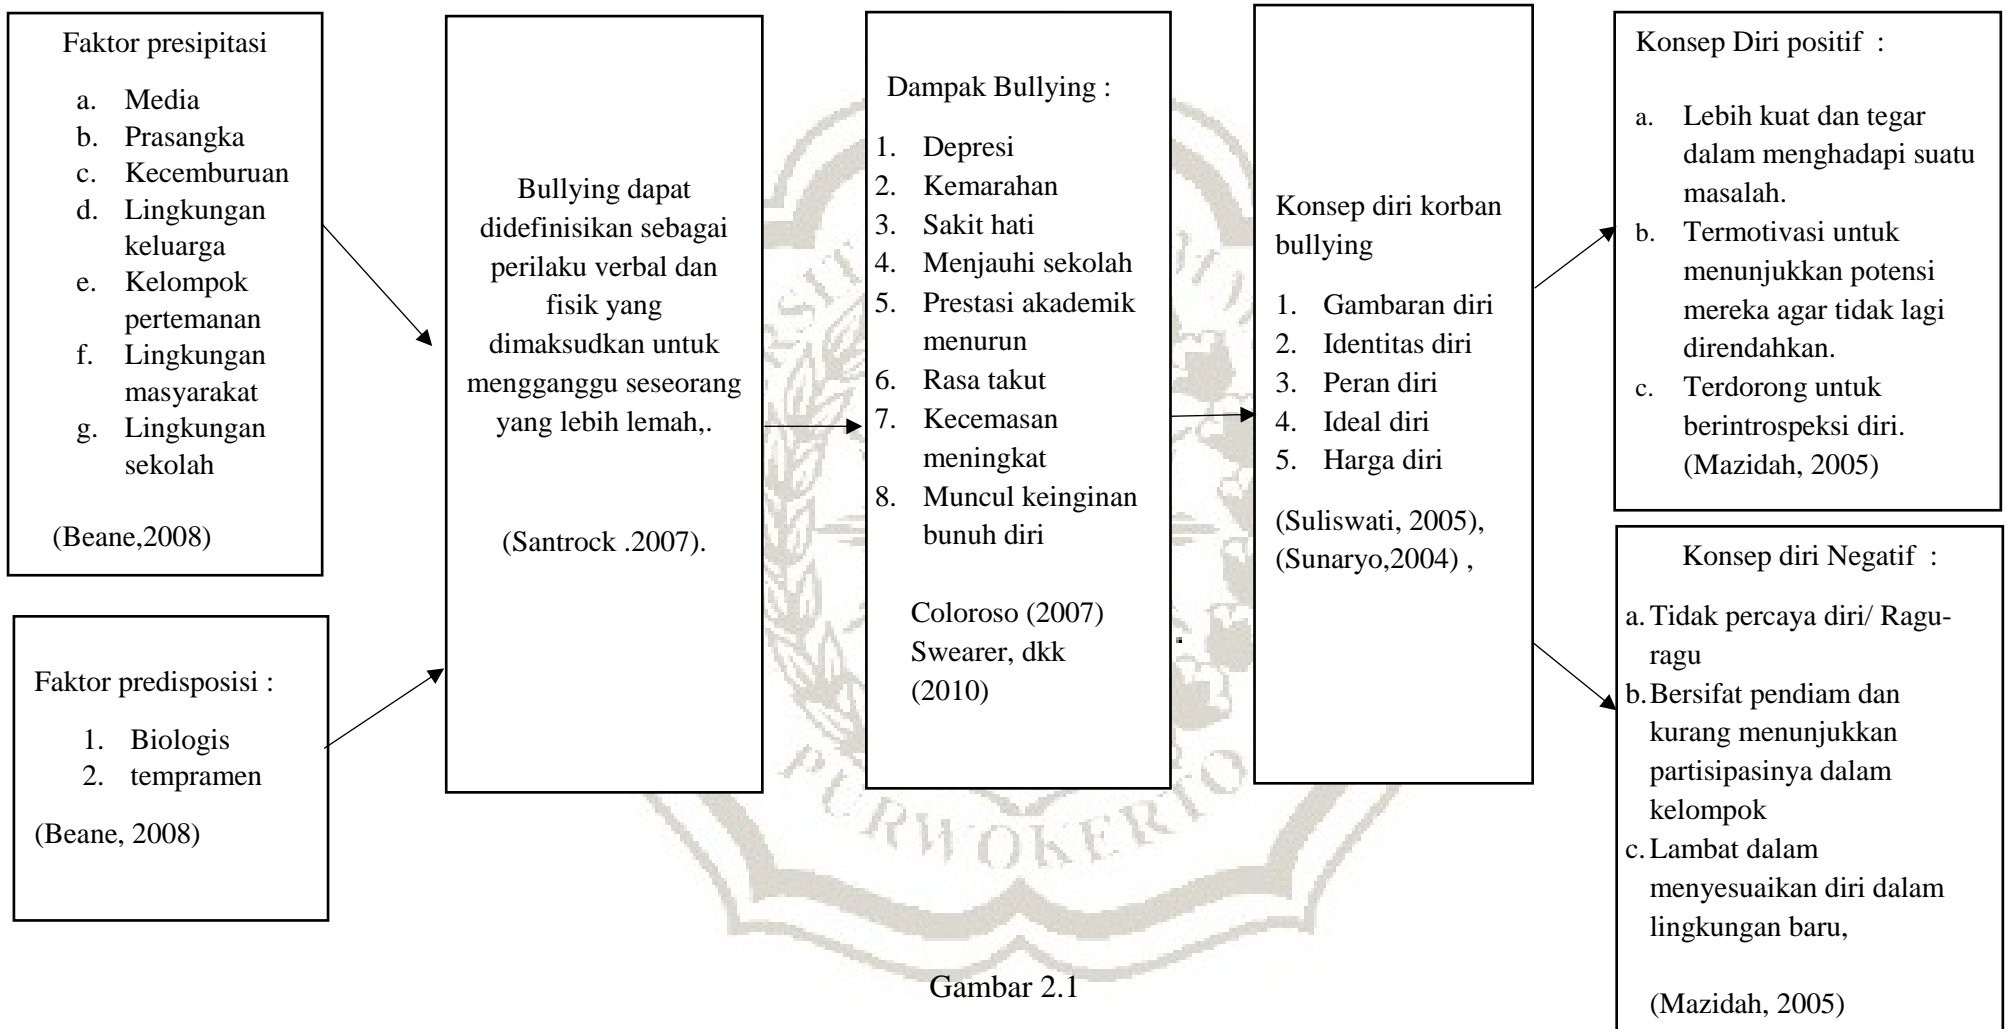 Faktor presipitasi
a. Media
b. Prasangka
c. Kecemburuan
d. Lingkungan
keluarga
e. Kelompok
pertemanan
f. Lingkungan
masyarakat
g. Lingkungan
sekolah
(Beane,2008)
Faktor predisposisi :
1. Biologis
2. tempramen
(Beane, 2008)
Bullying dapat
didefinisikan sebagai
perilaku verbal dan
fisik yang
dimaksudkan untuk
mengganggu seseorang
yang lebih lemah,.
(Santrock .2007).
Dampak Bullying :
1. Depresi
2. Kemarahan
3. Sakit hati
4. Menjauhi sekolah
5. Prestasi akademik
menurun
6. Rasa takut
7. Kecemasan
meningkat
8. Muncul keinginan
bunuh diri
Coloroso (2007)
Swearer, dkk
(2010)
Konsep diri korban
bullying
1. Gambaran diri
2. Identitas diri
3. Peran diri
4. Ideal diri
5. Harga diri
(Suliswati, 2005),
(Sunaryo,2004) ,
Konsep Diri positif :
a. Lebih kuat dan tegar
dalam menghadapi suatu
masalah.
b. Termotivasi untuk
menunjukkan potensi
mereka agar tidak lagi
direndahkan.
c. Terdorong untuk
berintrospeksi diri.
(Mazidah, 2005)
Konsep diri Negatif :
a. Tidak percaya diri/ Ragu-
ragu
b. Bersifat pendiam dan
kurang menunjukkan
partisipasinya dalam
kelompok
c. Lambat dalam
menyesuaikan diri dalam
lingkungan baru,
(Mazidah, 2005)
PURWOKERTO
Gambar 2.1